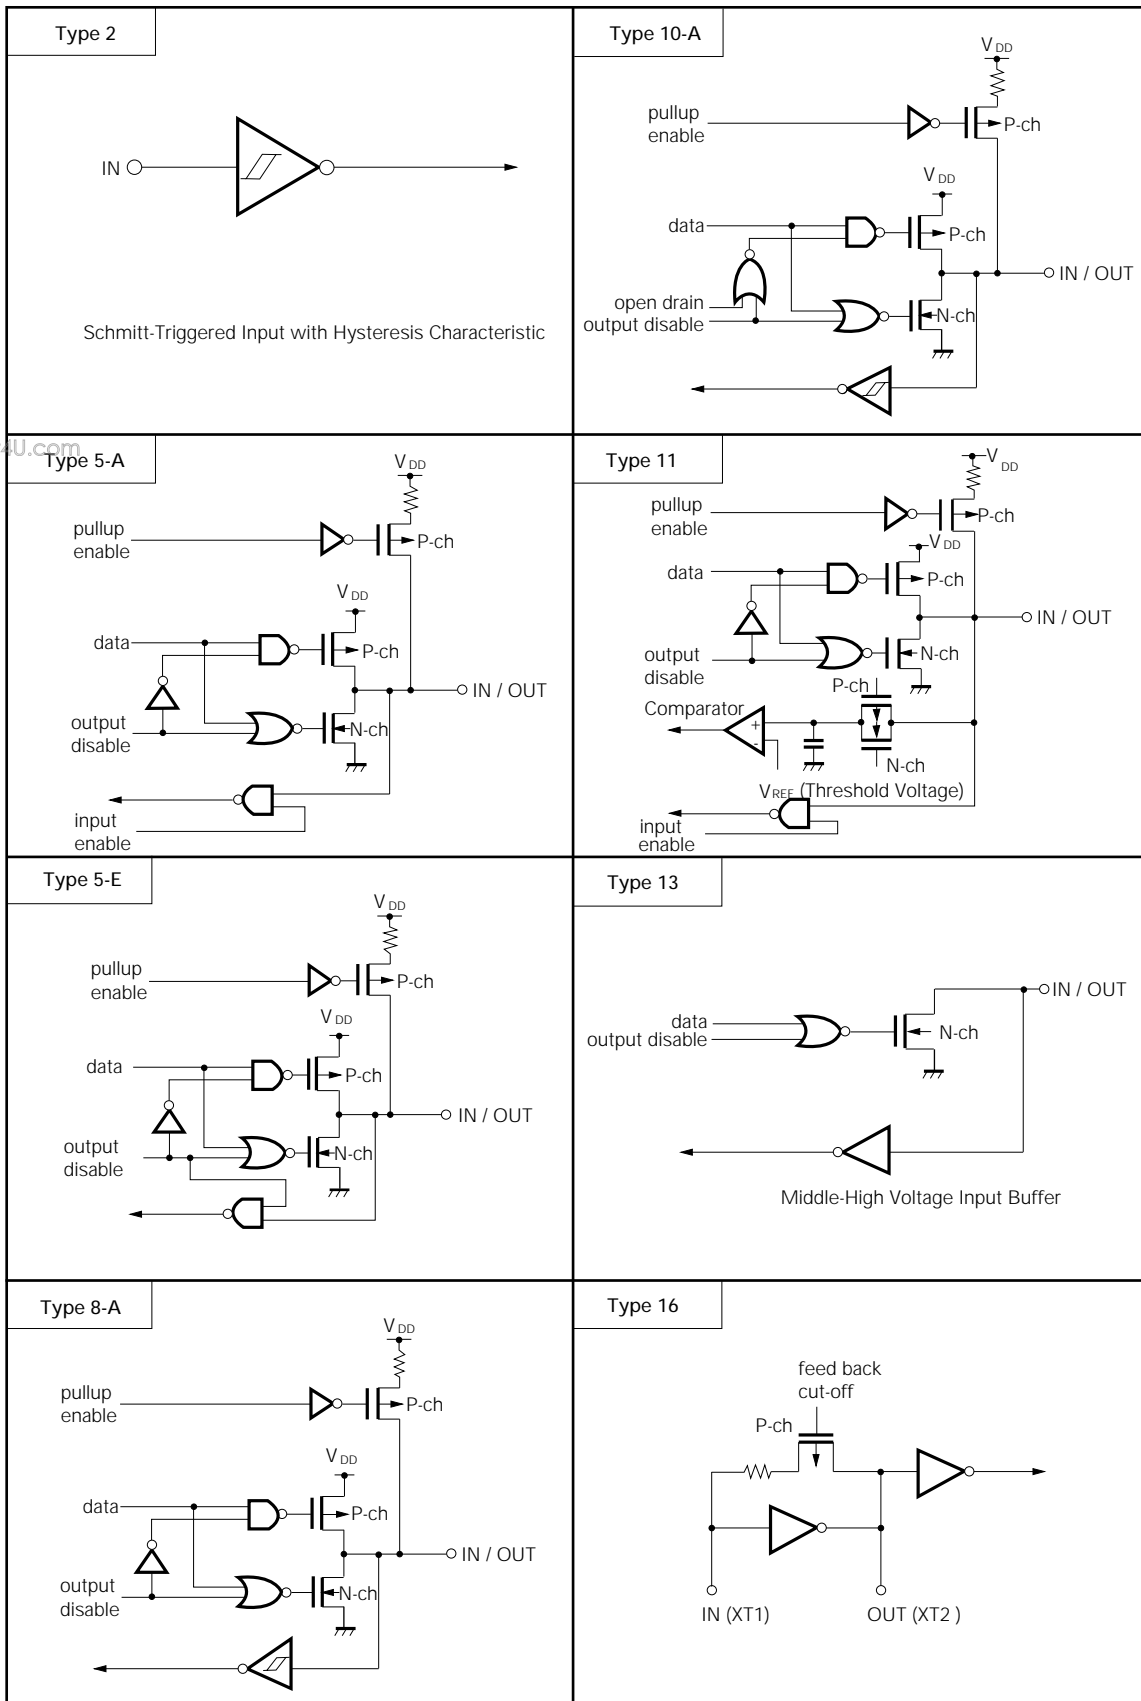 Type 2
IN
Schmitt-Triggered Input with Hysteresis Characteristic
Type 10-A
VDD
pullup
enable
P-ch
VDD
data
P-ch
IN / OUT
open drain
output disable
N-ch
4U.com
Type 5-A
VDD
pullup
enable
P-ch
VDD
data
P-ch
IN / OUT
output
disable
N-ch
input
enable
Type 11
VDD
pullup
enable
P-ch
VDD
data
P-ch
IN / OUT
output
disable
N-ch
P-ch
Comparator
+
-
N-ch
VREF (Threshold Voltage)
input
enable
Type 5-E
VDD
pullup
enable
P-ch
VDD
data
P-ch
IN / OUT
output
disable
N-ch
Type 13
IN / OUT
data
output disable
N-ch
Middle-High Voltage Input Buffer
Type 8-A
VDD
pullup
enable
P-ch
VDD
data
P-ch
IN / OUT
output
disable
N-ch
Type 16
feed back
cut-off
P-ch
IN (XT1)
OUT (XT2 )